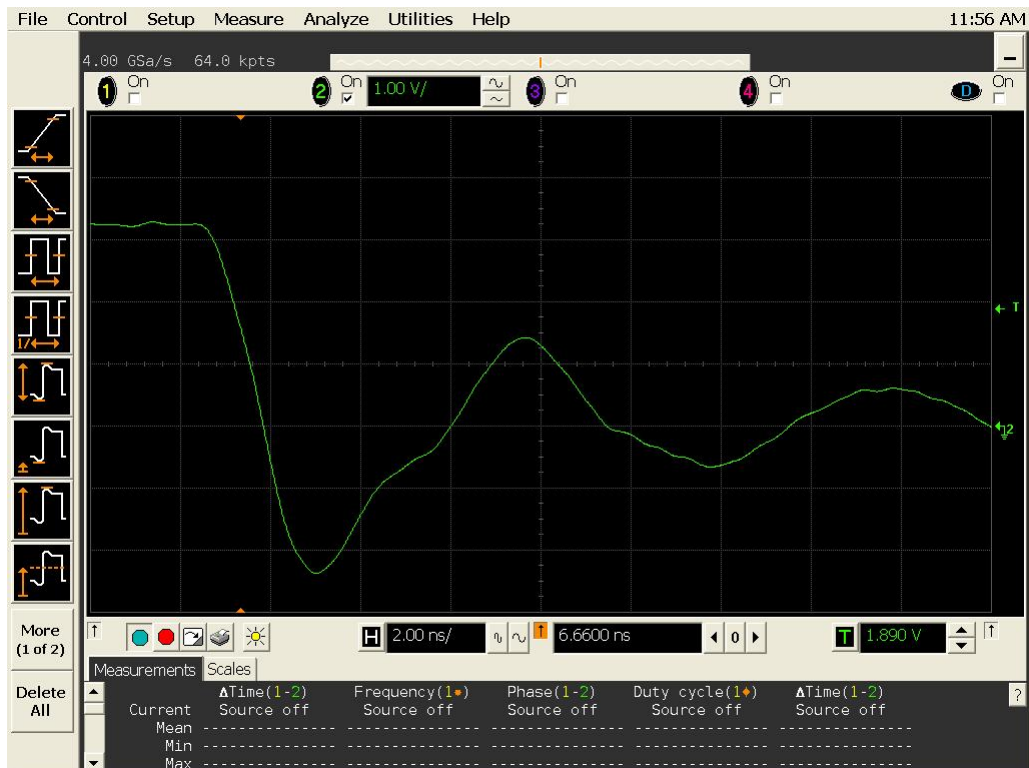 File Control Setup Measure Analyze Utilities Help 11:56 AM
4.00 GSa/s 64.0 kpts
1 On 2 On 1.00 V/ 3 On 4 On D On
T
2
1/
More
(1 of 2)
Delete
All
H 2.00 ns/ 6.6600 ns 0 T 1.890 V
Measurements Scales
ΔTime(1-2) Frequency(1) Phase(1-2) Duty cycle(1) ΔTime(1-2) ?
Current Source off Source off Source off Source off Source off
Mean -------------- -------------- -------------- -------------- --------------
Min -------------- -------------- -------------- -------------- --------------
Max -------------- -------------- -------------- -------------- --------------